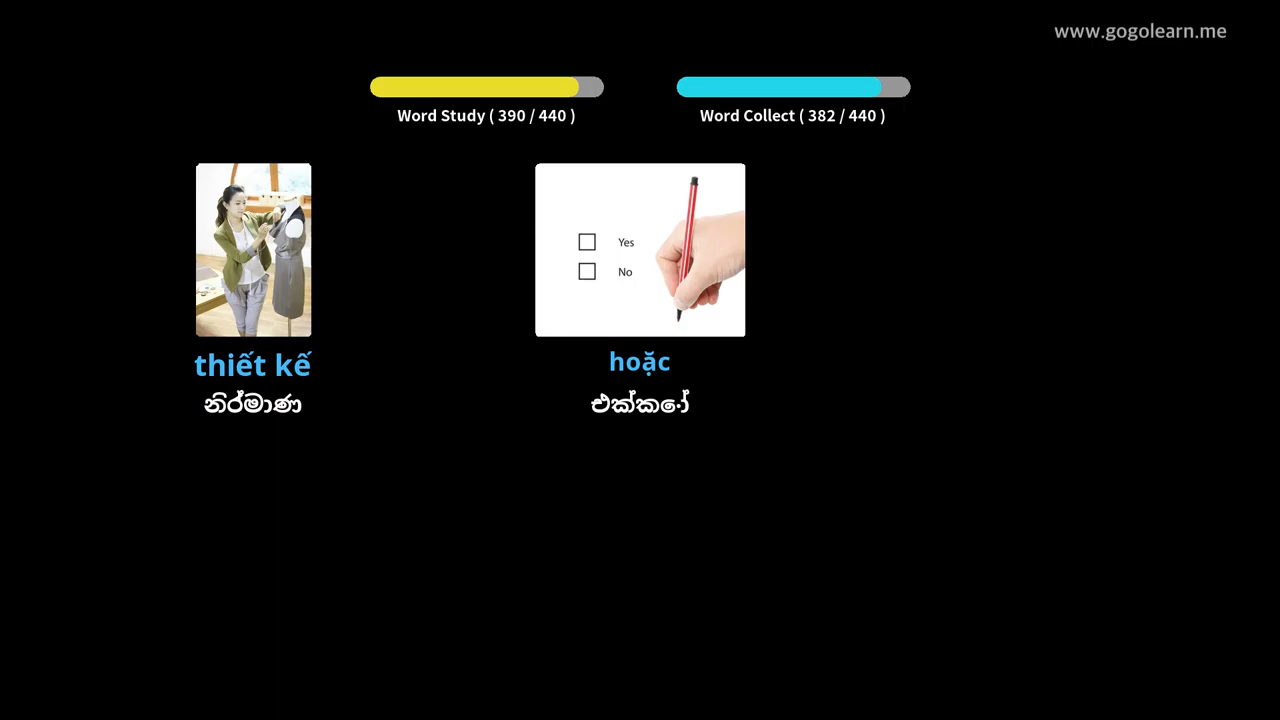 www.gogolearn.me
Word Study ( 390 / 440 )
Word Collect ( 382 / 440 )
Yes
No
thiết kế
hoặc
නිර්මාණ
එක්කෝ